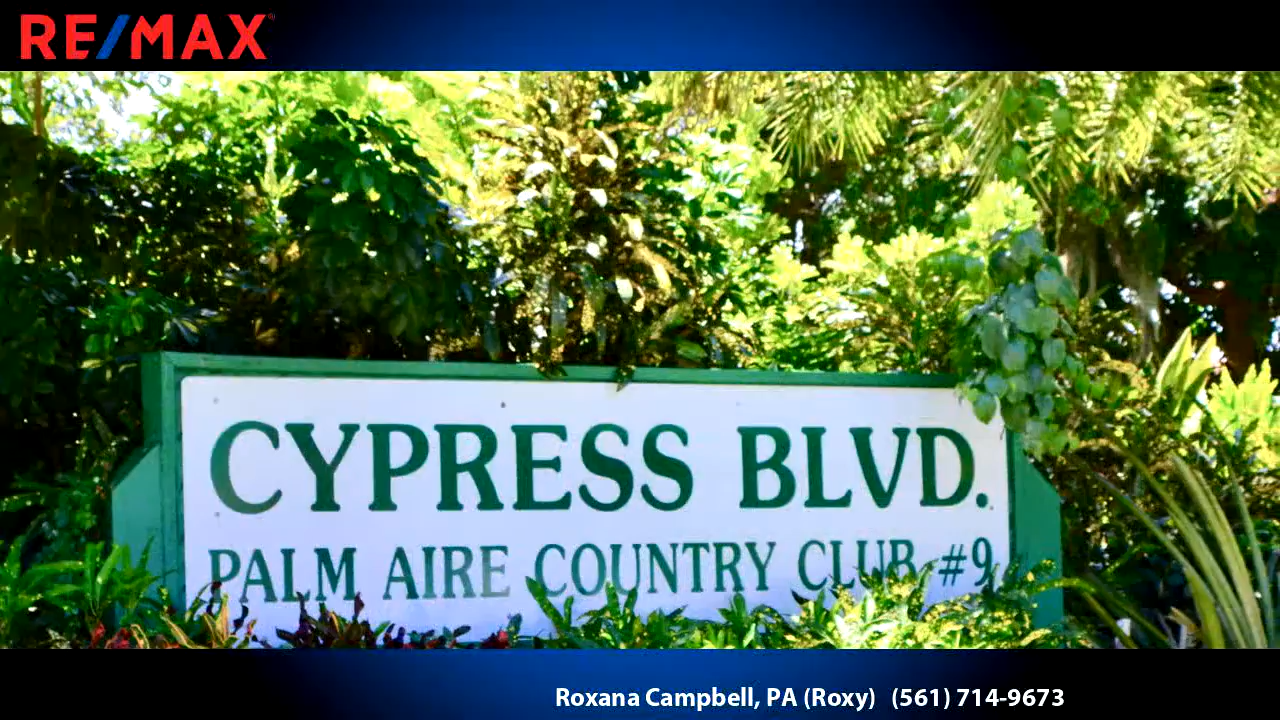 RE/MAX
CYPRESS BLVD.
PALM AIRE COUNTRY CLUB #9
Roxana Campbell, PA (Roxy) (561) 714-9673